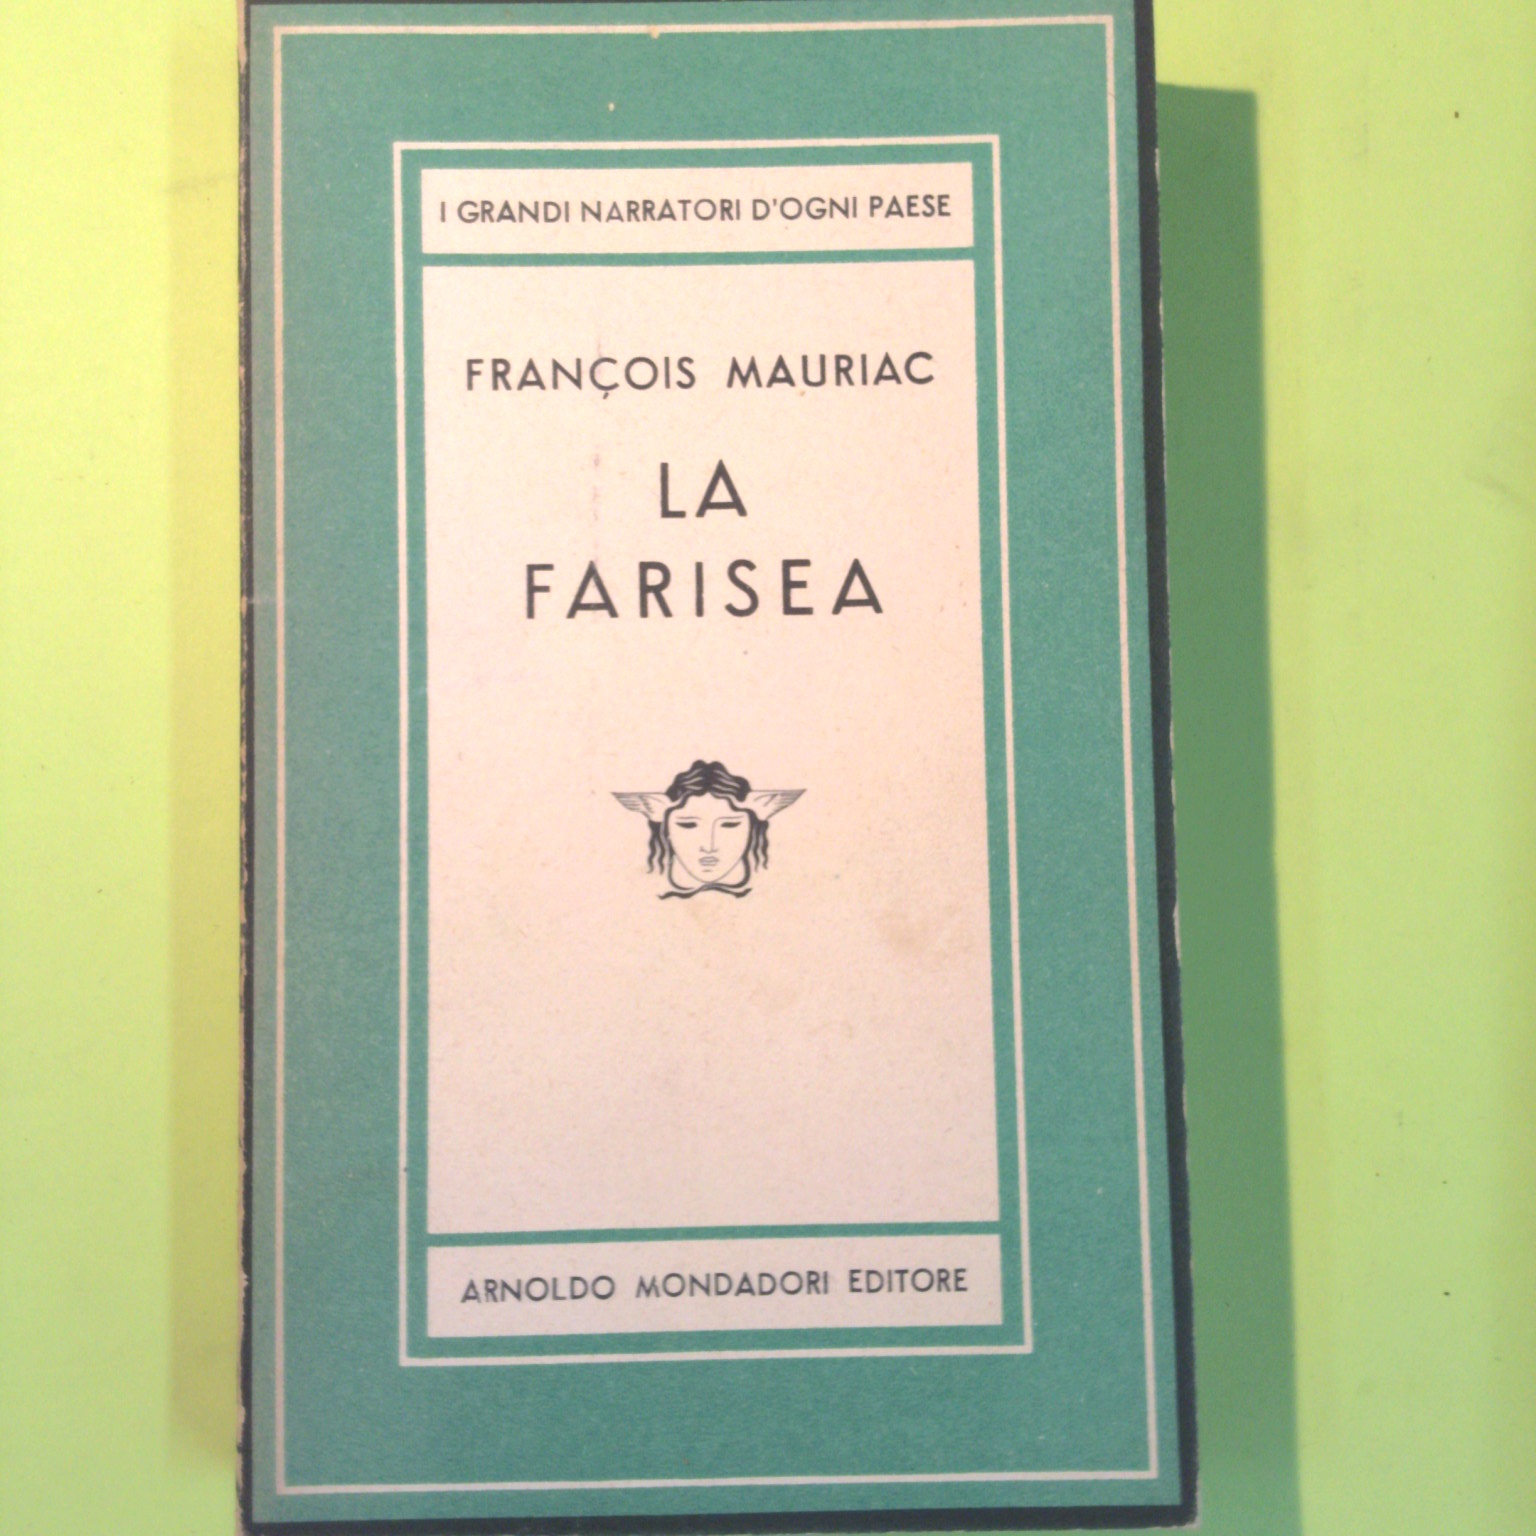 I GRANDI NARRATORI D'OGNI PAESE
FRANÇOIS MAURIAC
LA
FARISEA
ARNOLDO MONDADORI EDITORE